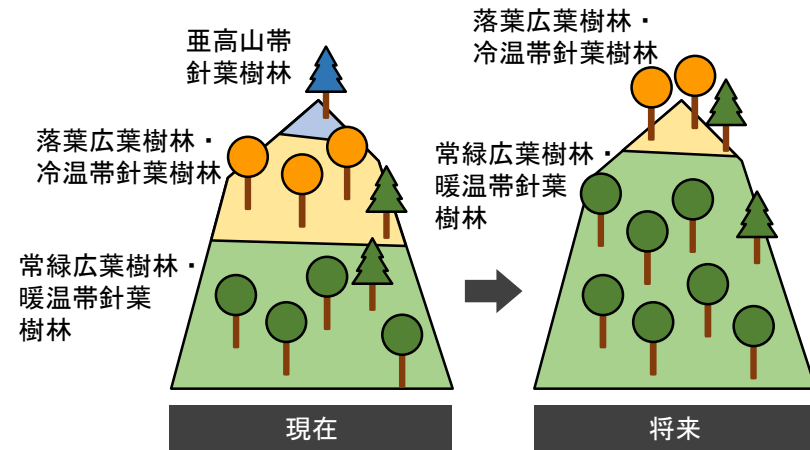 亜高山帯
針葉樹林
落葉広葉樹林・
冷温帯針葉樹林
常緑広葉樹林・
暖温帯針葉
樹林
現在
落葉広葉樹林・
冷温帯針葉樹林
常緑広葉樹林・
暖温帯針葉
樹林
将来